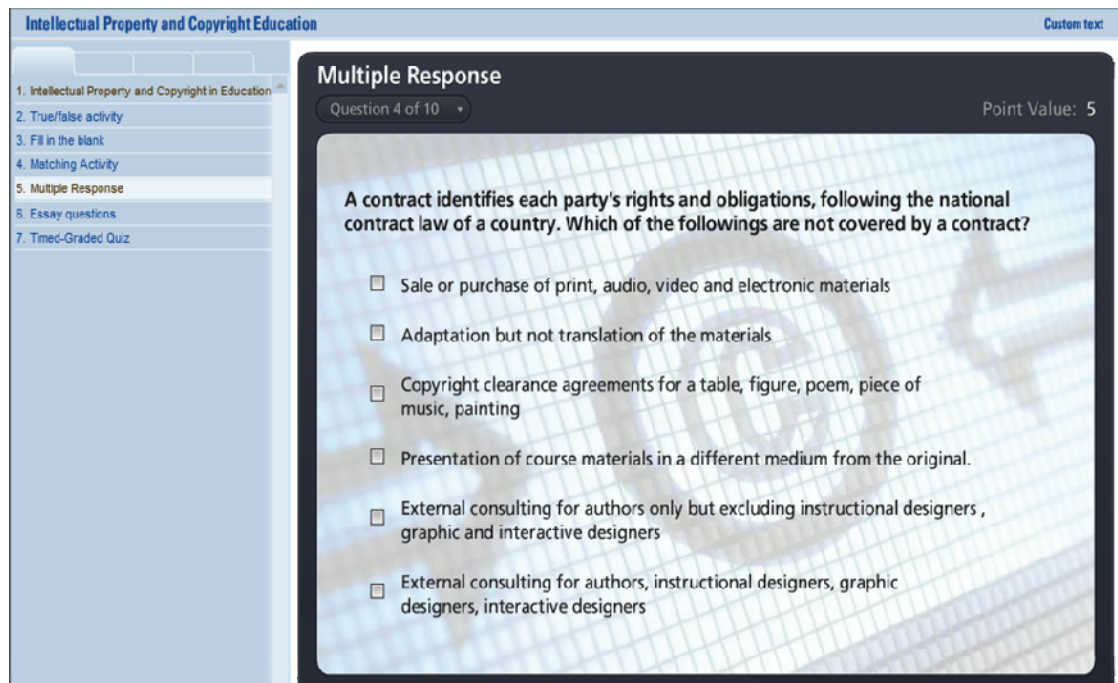 Intellectual Property and Copyright Education
Custom text
1. Intellectual Property and Copyright in Education
2. True/false activity
3. Fill in the blank
4. Matching Activity
5. Multiple Response
6. Essay questions
7. Timed-Graded Quiz
Multiple Response
Question 4 of 10
Point Value: 5
A contract identifies each party's rights and obligations, following the national
contract law of a country. Which of the followings are not covered by a contract?
Sale or purchase of print, audio, video and electronic materials
Adaptation but not translation of the materials
Copyright clearance agreements for a table, figure, poem, piece of
music, painting
Presentation of course materials in a different medium from the original.
External consulting for authors only but excluding instructional designers ,
graphic and interactive designers
External consulting for authors, instructional designers, graphic
designers, interactive designers